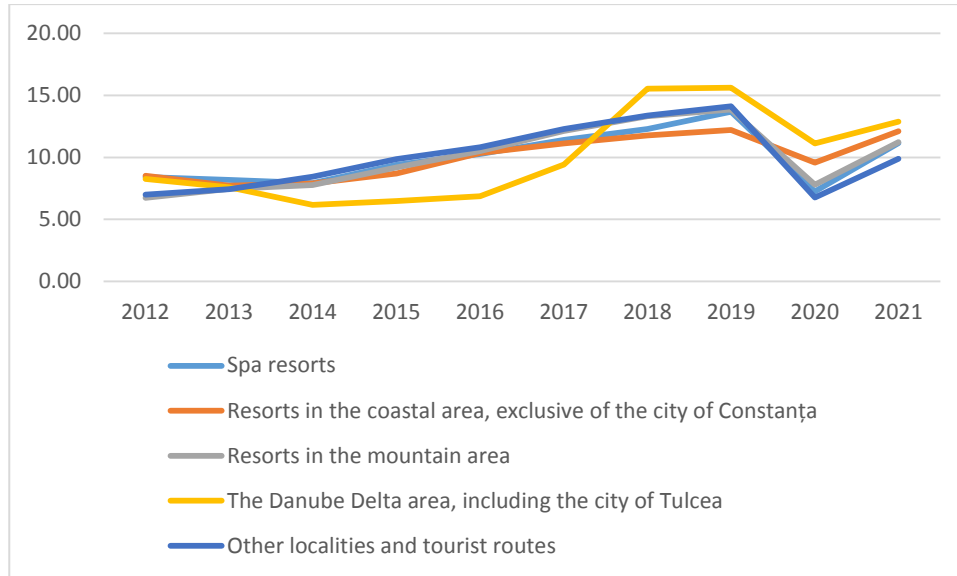 20.00
15.00
10.00
5.00
0.00
2012 2013 2014 2015 2016 2017 2018 2019 2020 2021
Spa resorts
Resorts in the coastal area, exclusive of the city of Constanța
Resorts in the mountain area
The Danube Delta area, including the city of Tulcea
Other localities and tourist routes